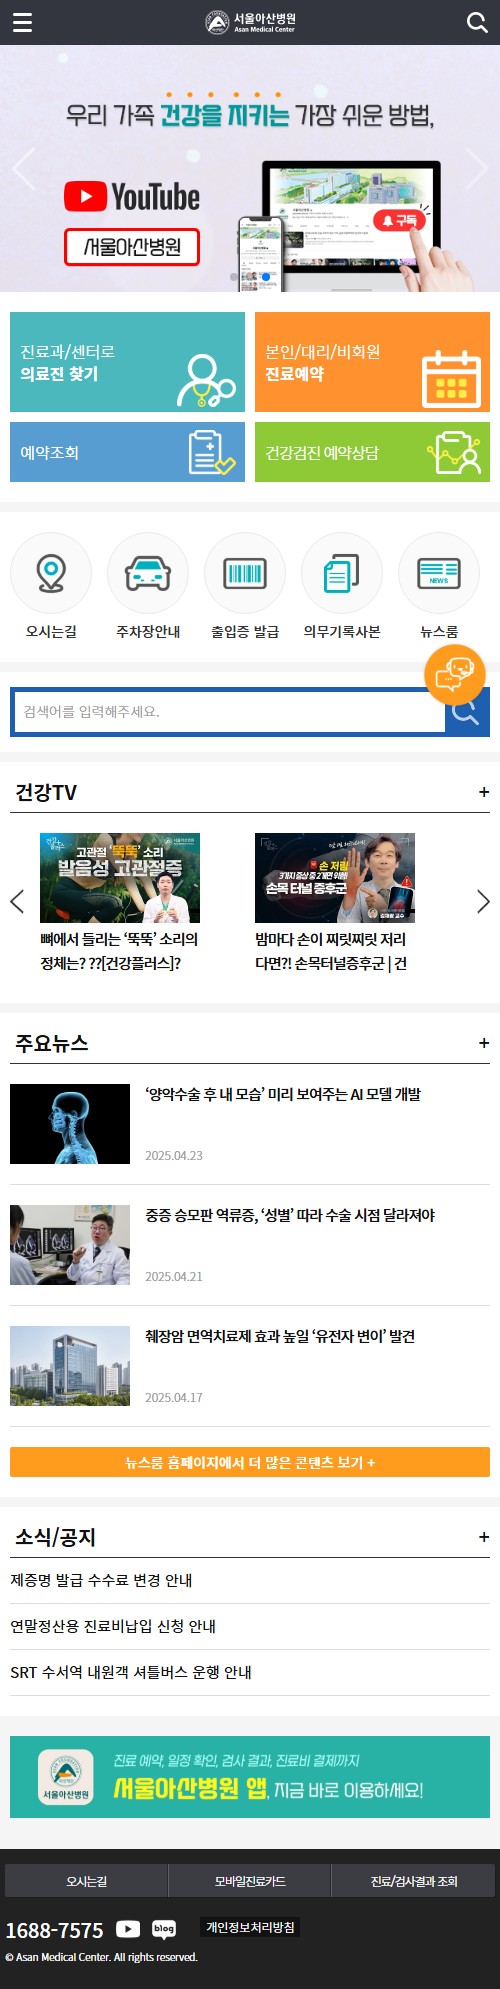 서울아산병원
Asan Medical Center
우리 가족 건강을 지키는 가장 쉬운 방법,
YouTube
서울아산병원
구독
진료과/센터로
의료진 찾기
본인/대리/비회원
진료예약
예약조회
건강검진 예약상담
NEWS
오시는길
주차장안내
출입증 발급
의무기록사본
뉴스룸
검색어를 입력해주세요.
건강TV
+
고관절 ‘뚝뚝’ 소리
발음성 고관절증
손 저림
손목 터널 증후군
뼈에서 들리는 ‘뚝뚝’ 소리의
정체는? ??[건강플러스]?
밤마다 손이 찌릿찌릿 저리
다면?! 손목터널증후군 | 건
주요뉴스
+
‘양악수술 후 내 모습’ 미리 보여주는 AI 모델 개발
2025.04.23
중증 승모판 역류증, ‘성별’ 따라 수술 시점 달라져야
2025.04.21
췌장암 면역치료제 효과 높일 ‘유전자 변이’ 발견
2025.04.17
뉴스룸 홈페이지에서 더 많은 콘텐츠 보기 +
소식/공지
+
제증명 발급 수수료 변경 안내
연말정산용 진료비납입 신청 안내
SRT 수서역 내원객 셔틀버스 운행 안내
서울아산병원
진료 예약, 일정 확인, 검사 결과, 진료비 결제까지
서울아산병원 앱, 지금 바로 이용하세요!
오시는길
모바일진료카드
진료/검사결과 조회
1688-7575
blog
개인정보처리방침
© Asan Medical Center. All rights reserved.